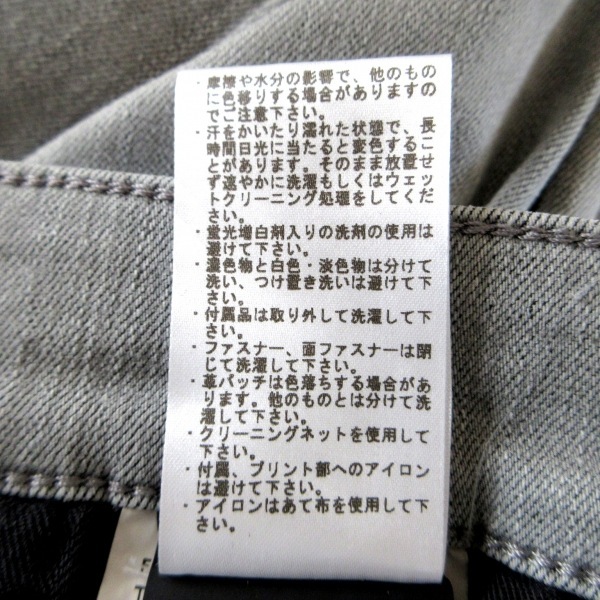 ・摩擦や水分の影響で、他のもの
に色移りする場合がありますの
でご注意下さい。
・汗をかいたり濡れた状態で、長
時間日光に当たると変色するこ
とがあります。そのまま放置せ
ず速やかに洗濯もしくはウェッ
トクリーニング処理をしてくだ
さい。
・蛍光増白剤入りの洗剤の使用は
避けて下さい。
・濃色物と白色・淡色物は分けて
洗い、つけ置き洗いは避けて下
さい。
・付属品は取り外して洗濯して下
さい。
・ファスナー、面ファスナーは閉
じて洗濯して下さい。
・革パッチは色落ちする場合があ
ります。他のものとは分けて洗
濯して下さい。
・クリーニングネットを使用して
下さい。
・付属、プリント部へのアイロン
は避けて下さい。
・アイロンはあて布を使用して下
さい。